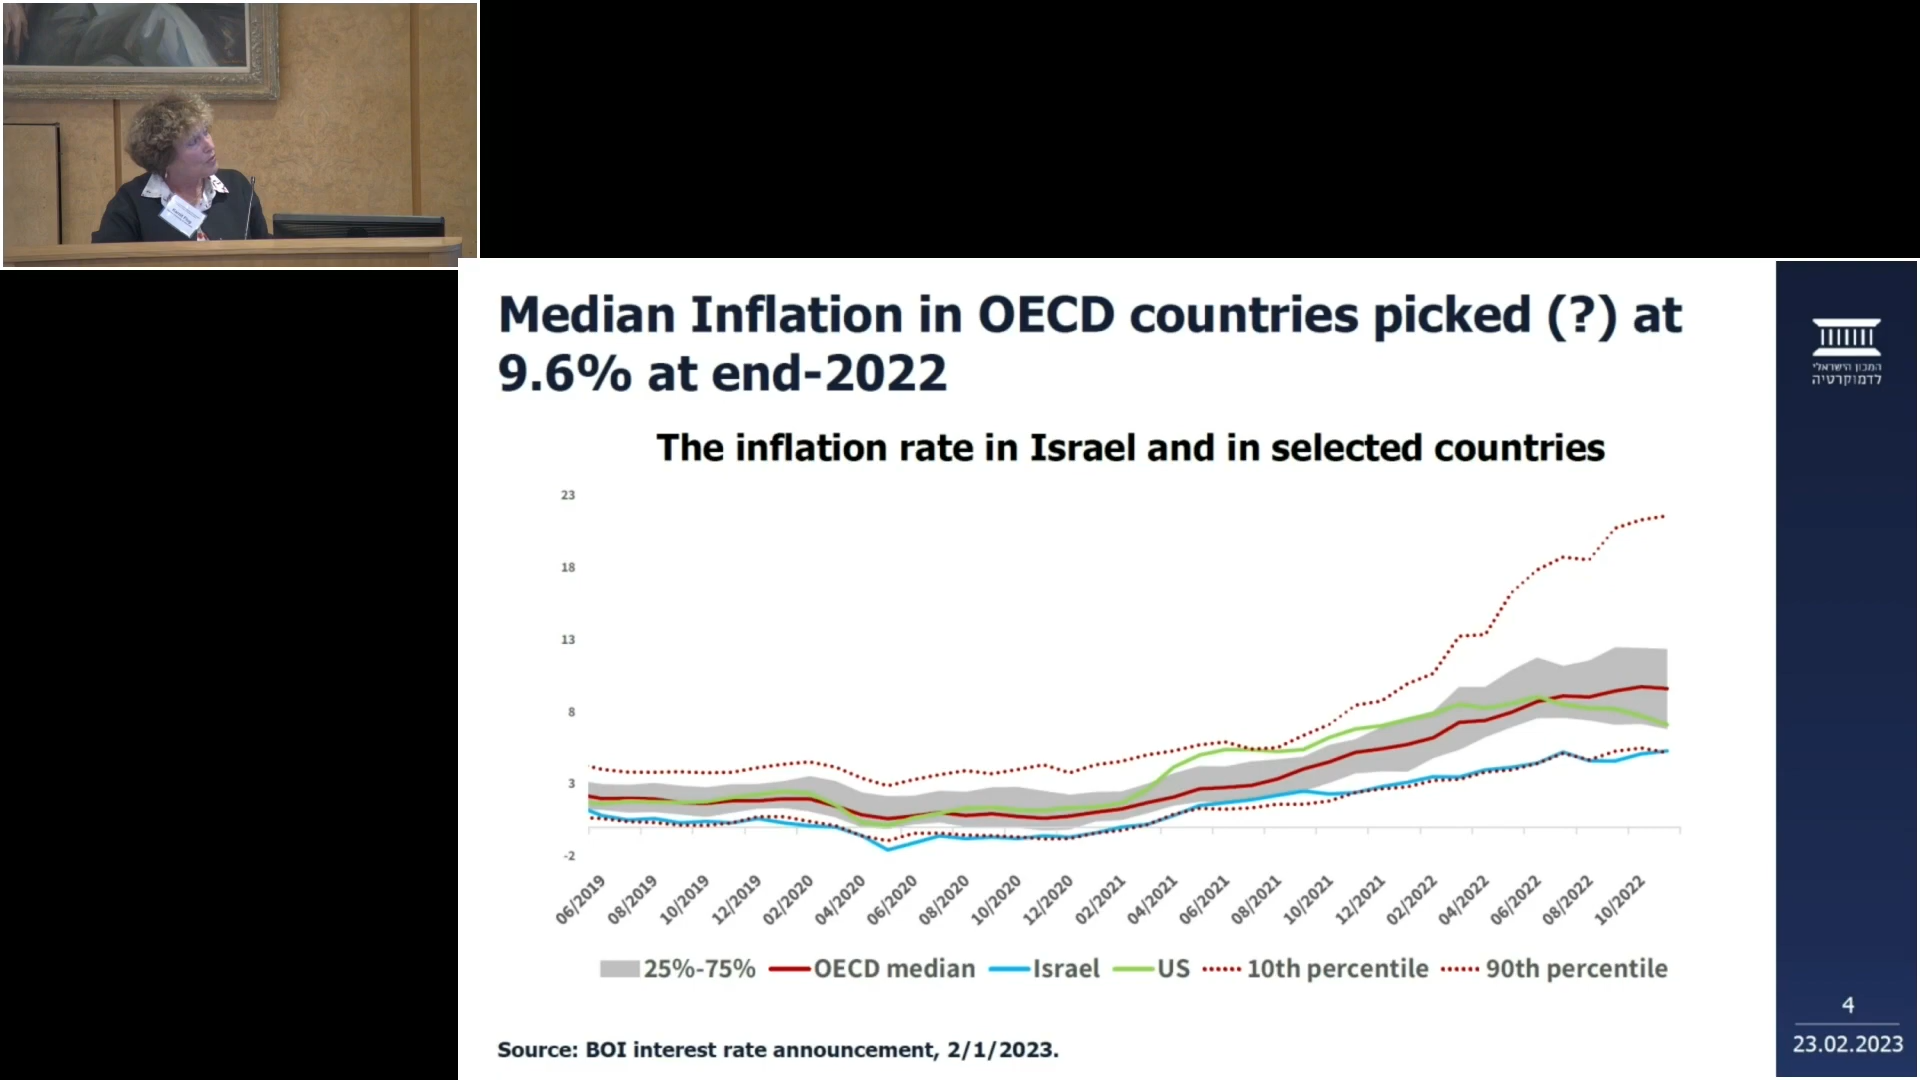 Median Inflation in OECD countries picked (?) at
9.6% at end-2022
המכון הישראלי
לדמוקרטיה
The inflation rate in Israel and in selected countries
23
18
13
8
3
-2
06/2019 08/2019 10/2019 12/2019 02/2020 04/2020 06/2020 08/2020 10/2020 12/2020 02/2021 04/2021 06/2021 08/2021 10/2021 12/2021 02/2022 04/2022 06/2022 08/2022 10/2022
25%-75% OECD median Israel US 10th percentile 90th percentile
Source: BOI interest rate announcement, 2/1/2023.
4
23.02.2023